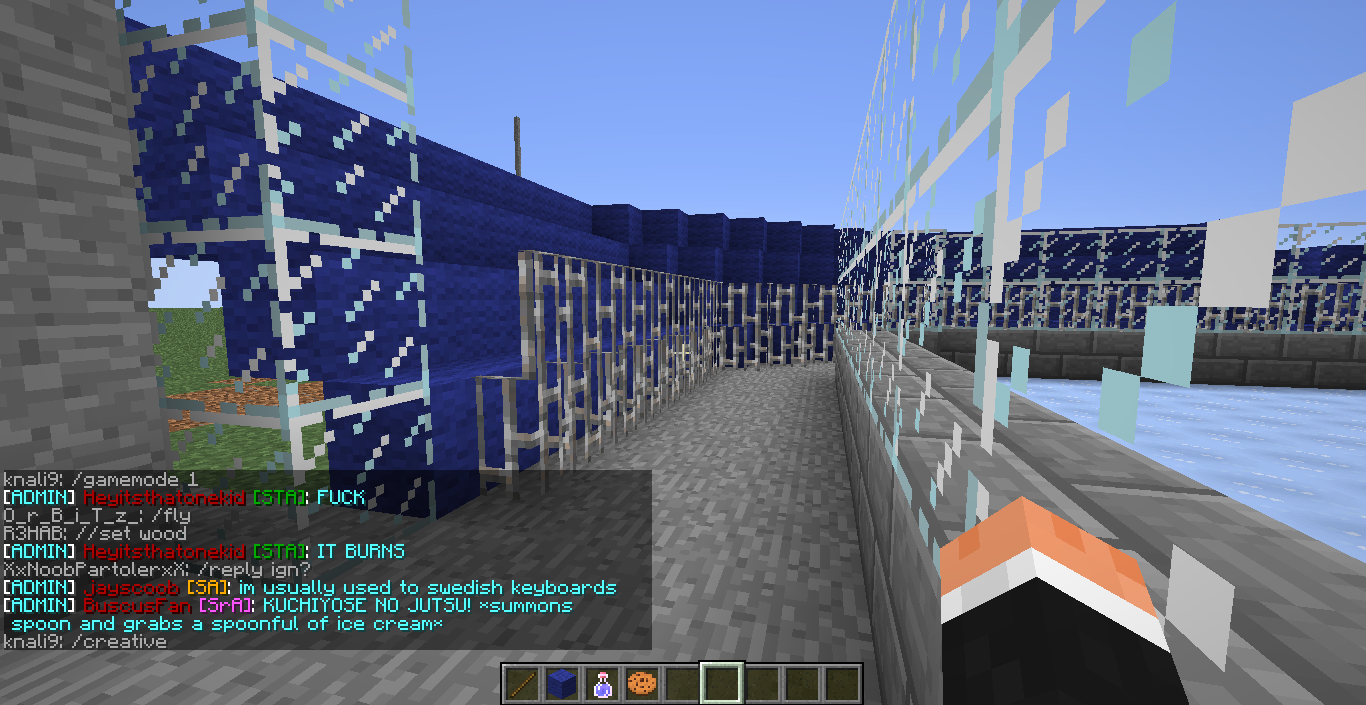 knali9: /gamemode 1
[ADMIN] Heyitsthatonekid [STA]: FUCK
O_r_B_i_T_z_: /fly
R3HAB: //set wood
[ADMIN] Heyitsthatonekid [STA]: IT BURNS
XxNoobPartolerxX: /reply ign?
[ADMIN] jayscoob [SA]: im usually used to swedish keyboards
[ADMIN] BuscusFan [SrA]: KUCHIYOSE NO JUTSU! *summons
spoon and grabs a spoonful of ice cream*
knali9: /creative